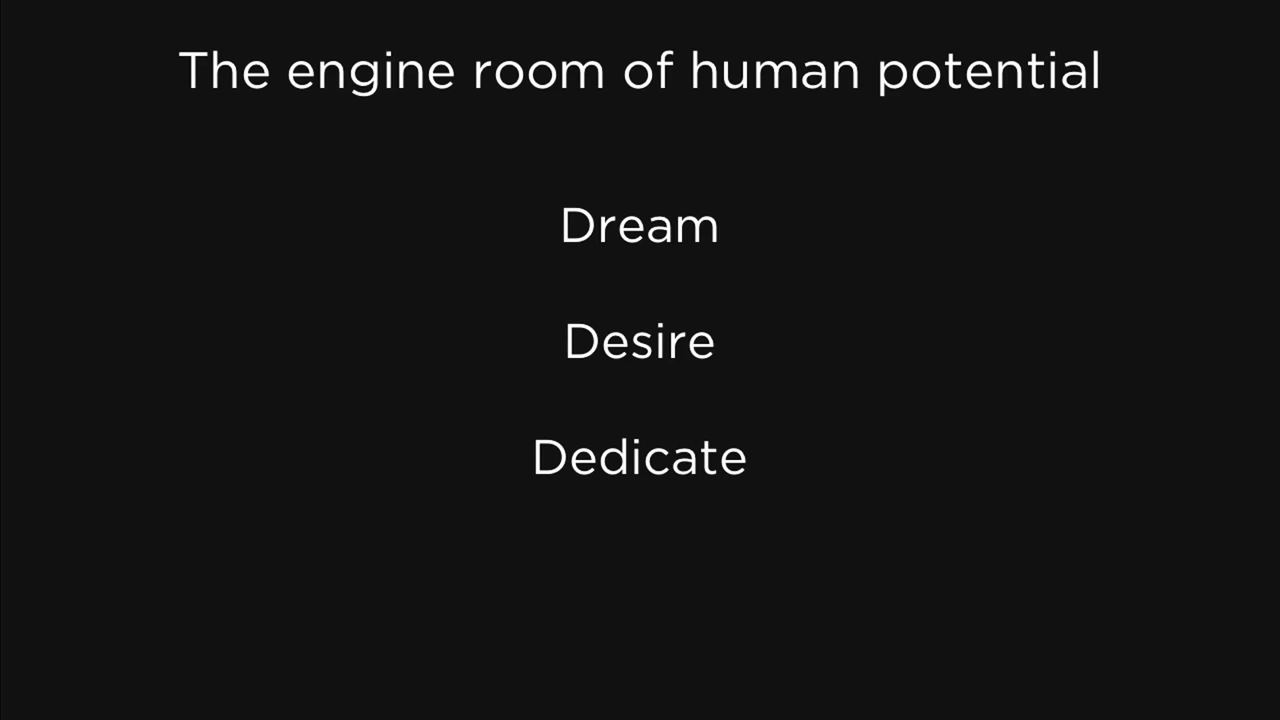 The engine room of human potential
Dream
Desire
Dedicate